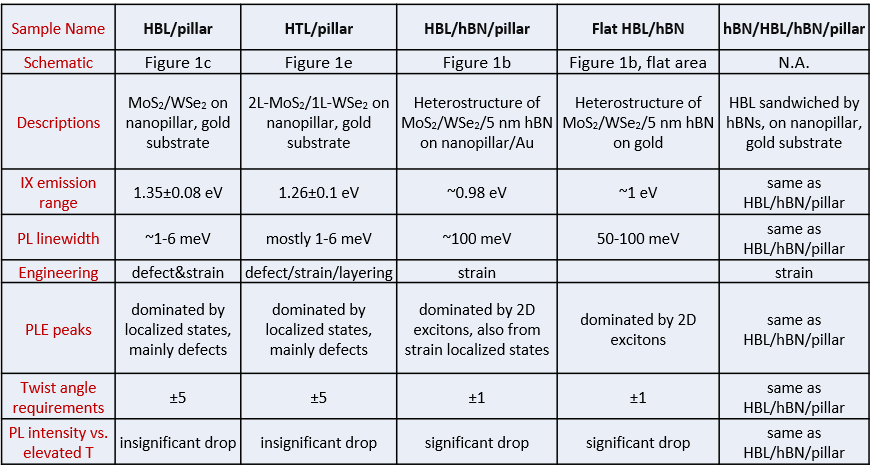 Sample Name HBL/pillar HTL/pillar HBL/hBN/pillar Flat HBL/hBN hBN/HBL/hBN/pillar
Schematic Figure 1c Figure 1e Figure 1b Figure 1b, flat area N.A.
Descriptions
MoS₂/WSe₂ on
nanopillar, gold
substrate
2L-MoS₂/1L-WSe₂ on
nanopillar, gold
substrate
Heterostructure of
MoS₂/WSe₂/5 nm hBN
on nanopillar/Au
Heterostructure of
MoS₂/WSe₂/5 nm hBN
on gold
HBL sandwiched by
hBNs, on nanopillar,
gold substrate
IX emission
range
1.35±0.08 eV
1.26±0.1 eV
~0.98 eV
~1 eV
same as
HBL/hBN/pillar
PL linewidth
~1-6 meV
mostly 1-6 meV
~100 meV
50-100 meV
same as
HBL/hBN/pillar
Engineering defect&strain defect/strain/layering strain strain
PLE peaks
dominated by
localized states,
mainly defects
dominated by
localized states,
mainly defects
dominated by 2D
excitons, also from
strain localized states
dominated by 2D
excitons
same as
HBL/hBN/pillar
Twist angle
requirements
±5
±5
±1
±1
same as
HBL/hBN/pillar
PL intensity vs.
elevated T
insignificant drop
insignificant drop
significant drop
significant drop
same as
HBL/hBN/pillar